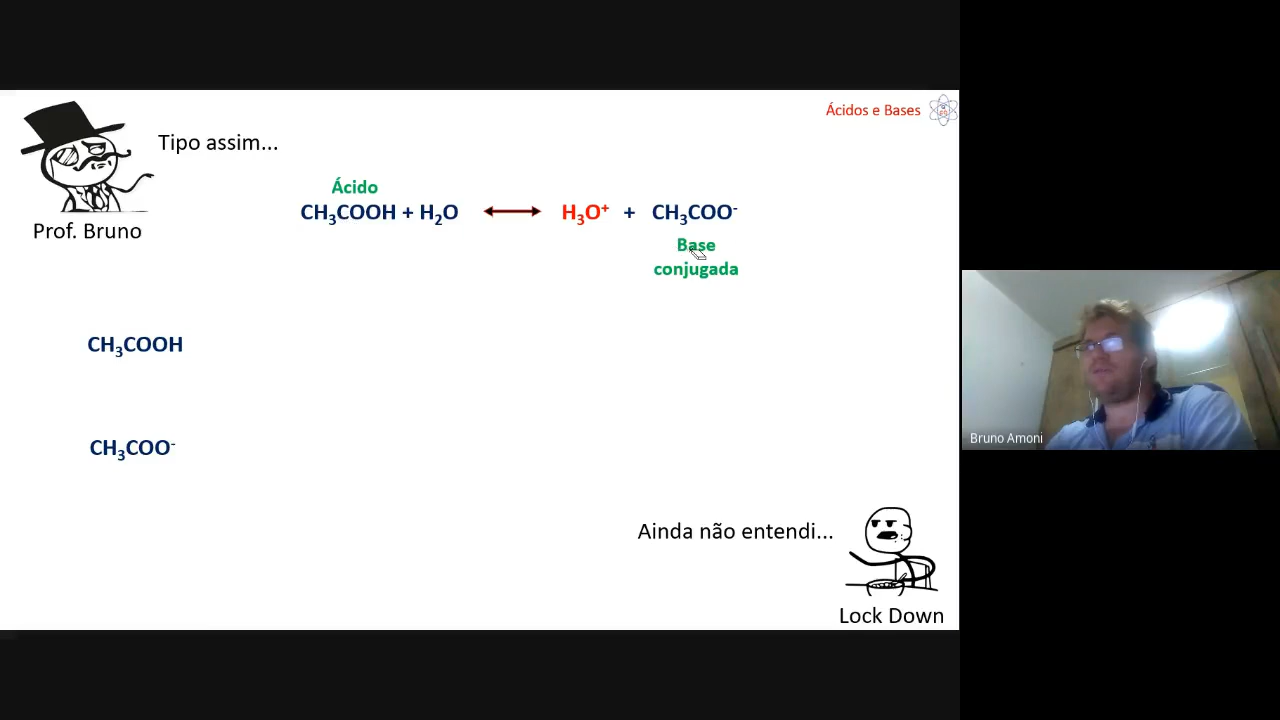 Ácidos e Bases
Tipo assim...
Ácido
CH₃COOH + H₂O ⟷ H₃O⁺ + CH₃COO⁻
Prof. Bruno
Base
conjugada
CH₃COOH
CH₃COO⁻
Bruno Amoni
Ainda não entendi...
Lock Down